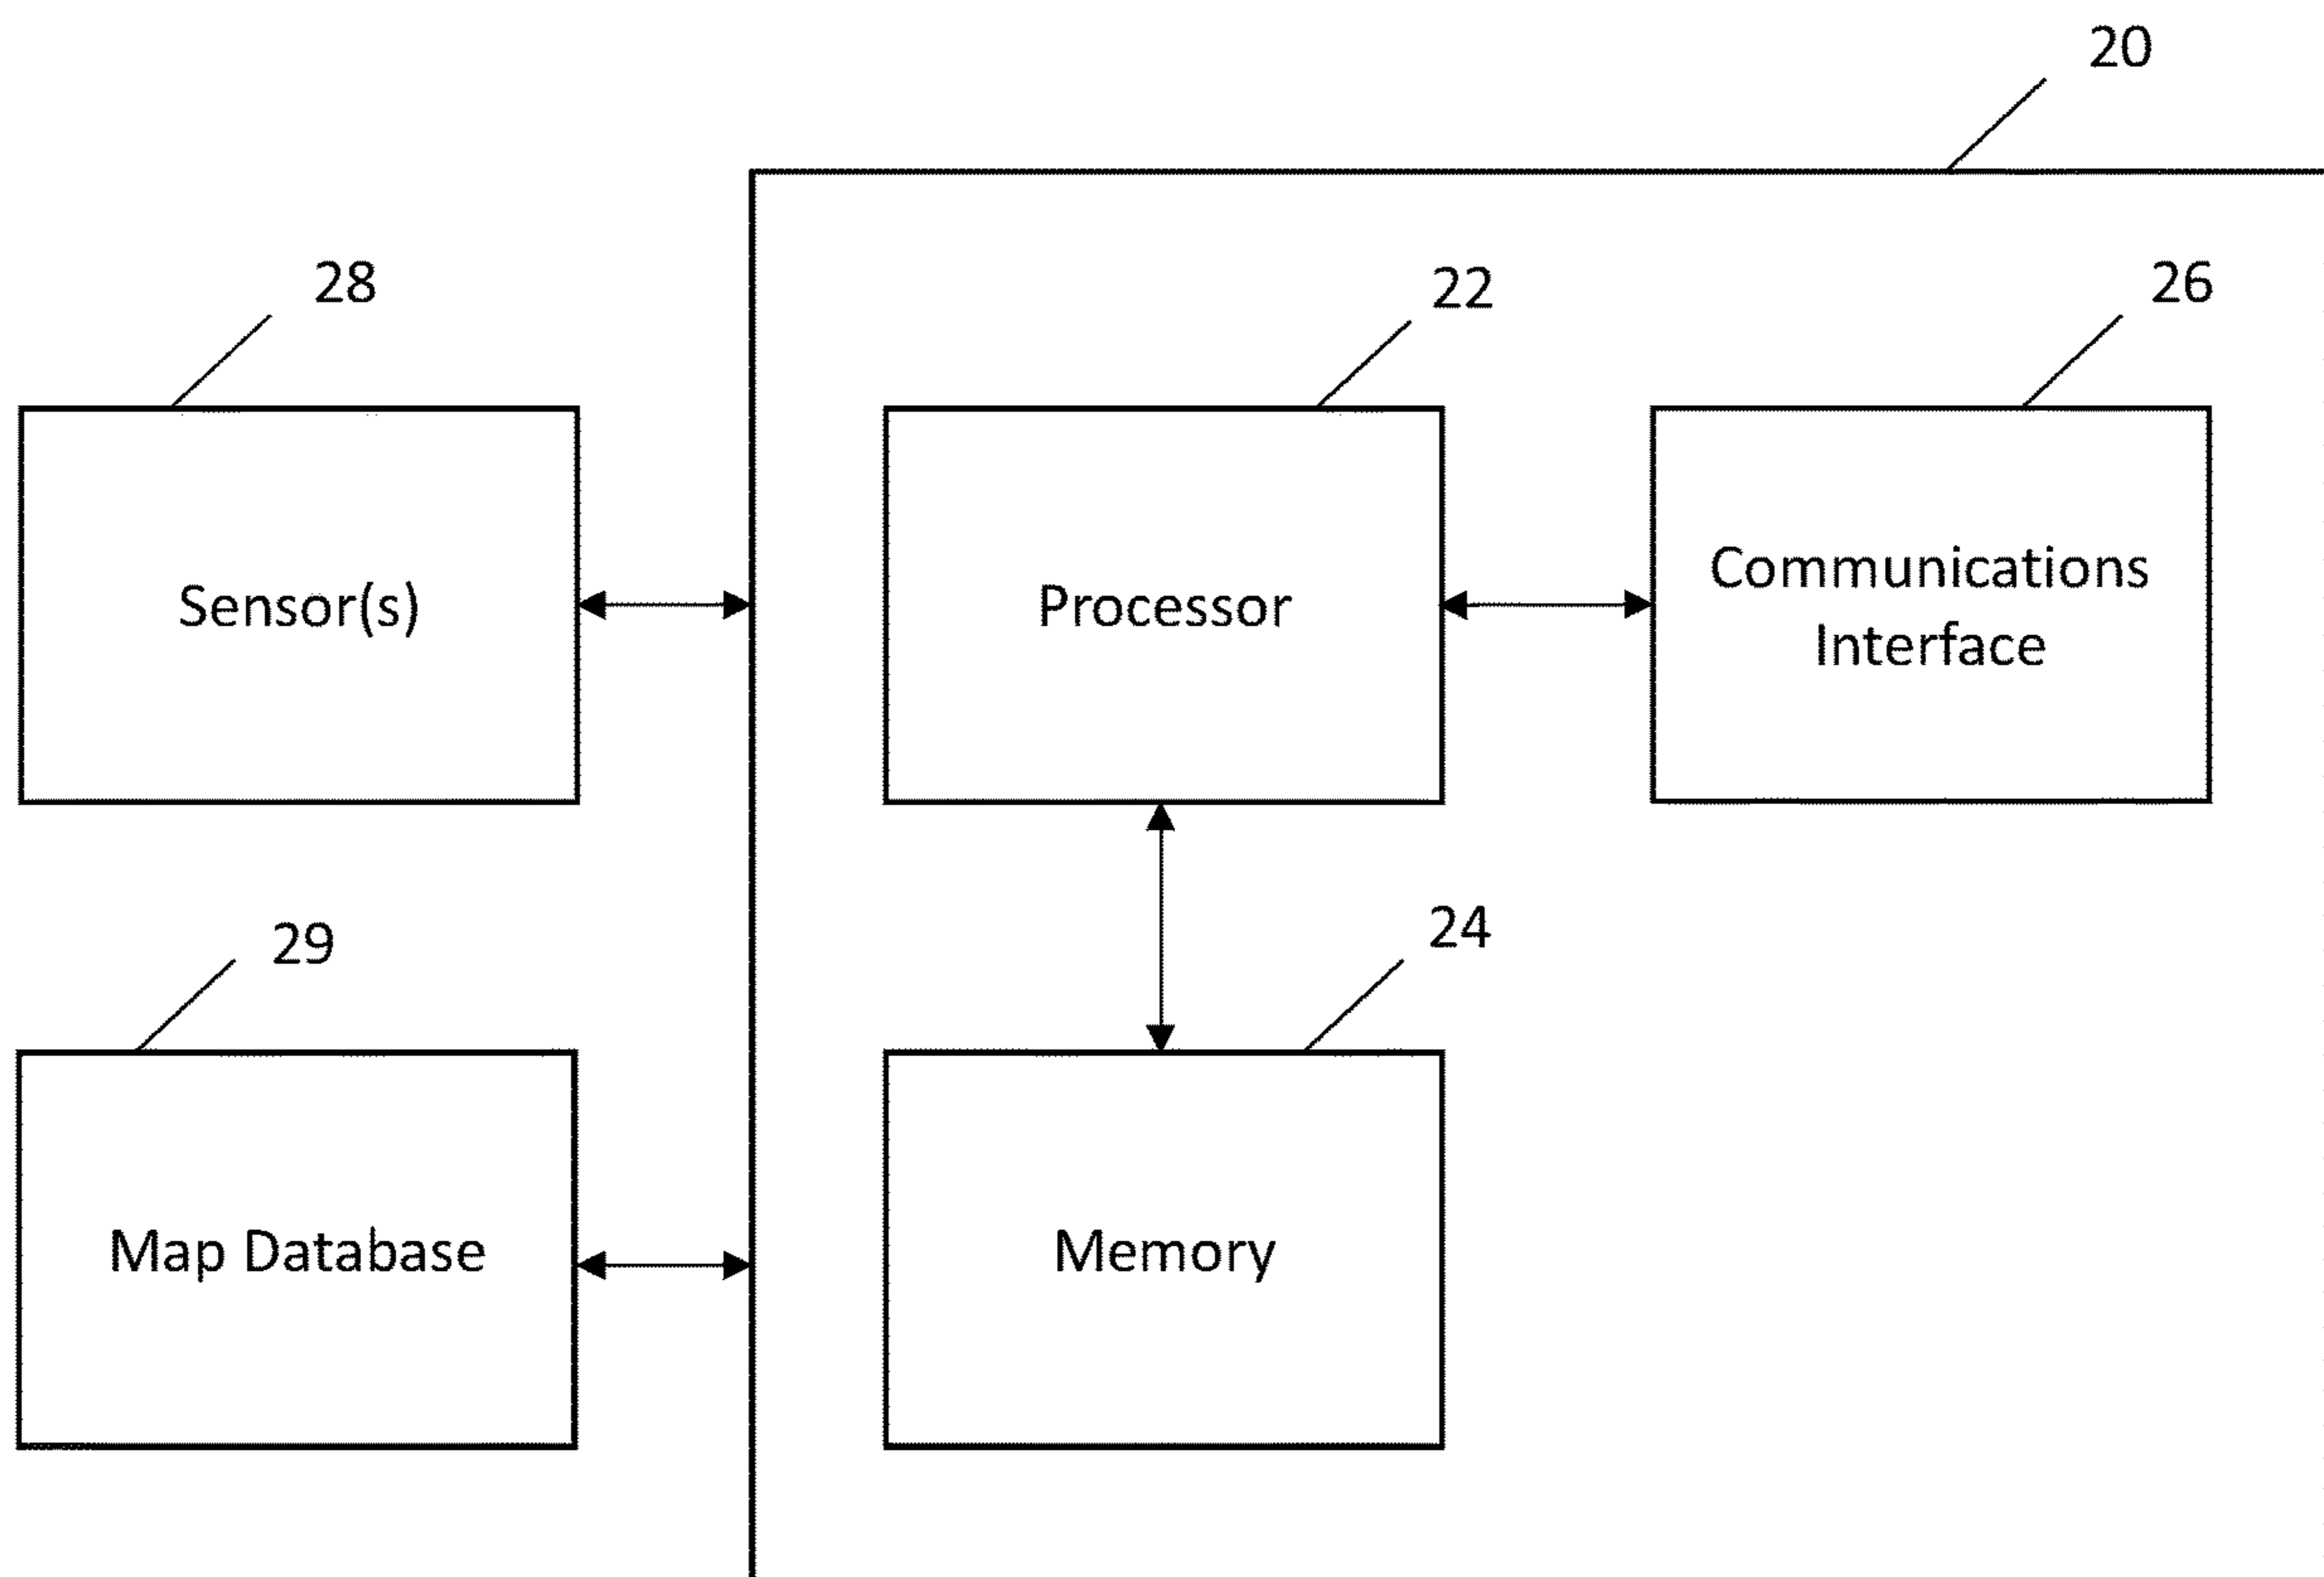 20
28
22
26
Sensor(s)
Processor
Communications
Interface
29
24
Map Database
Memory